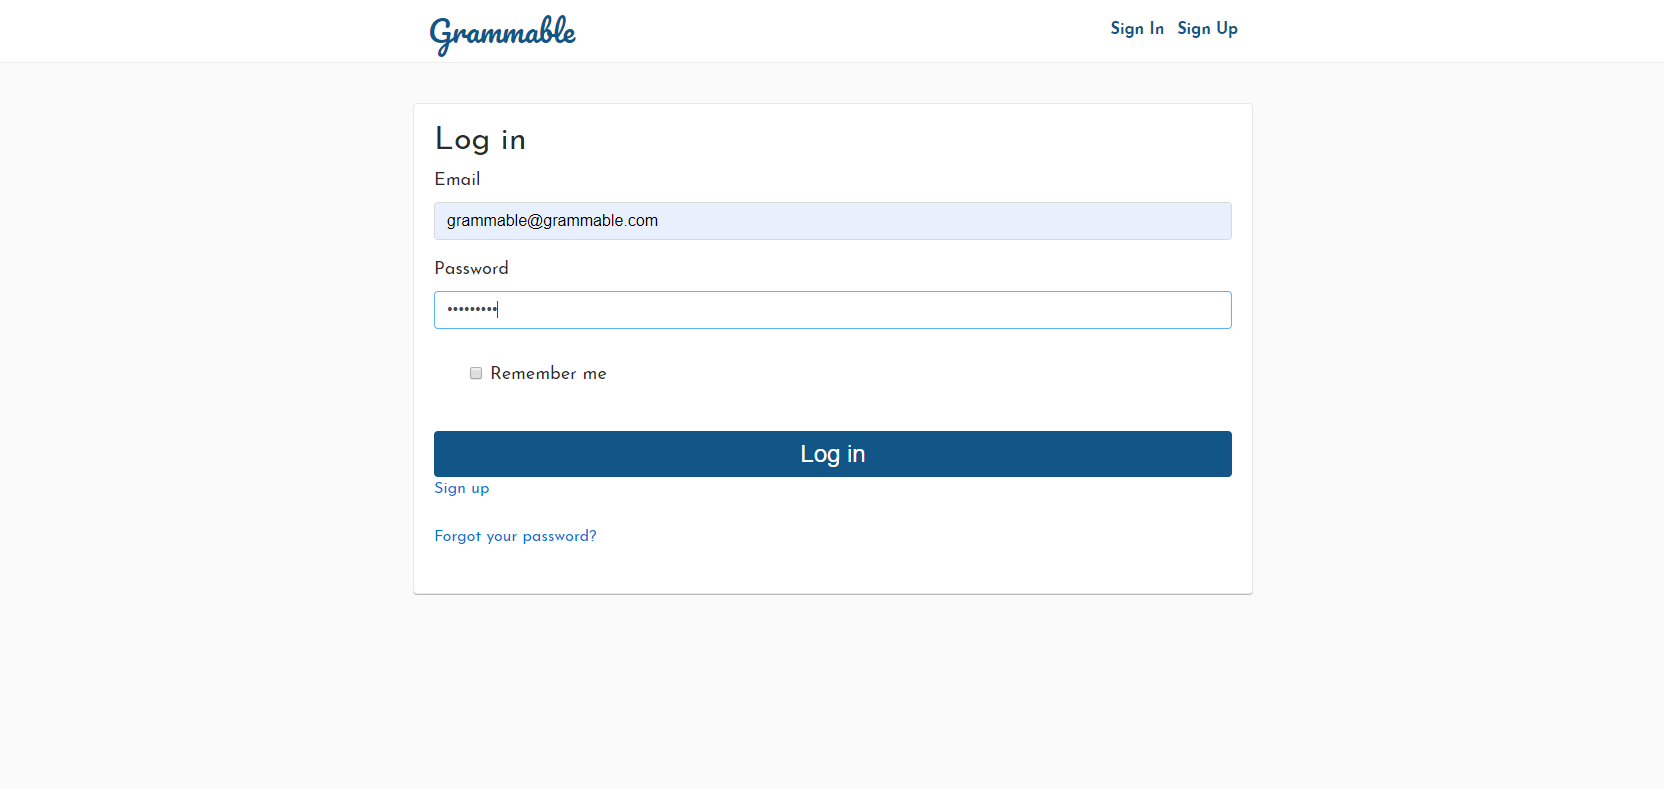 Grammable
Sign In Sign Up
Log in
Email
grammable@grammable.com
Password
•••••••••
Remember me
Log in
Sign up
Forgot your password?